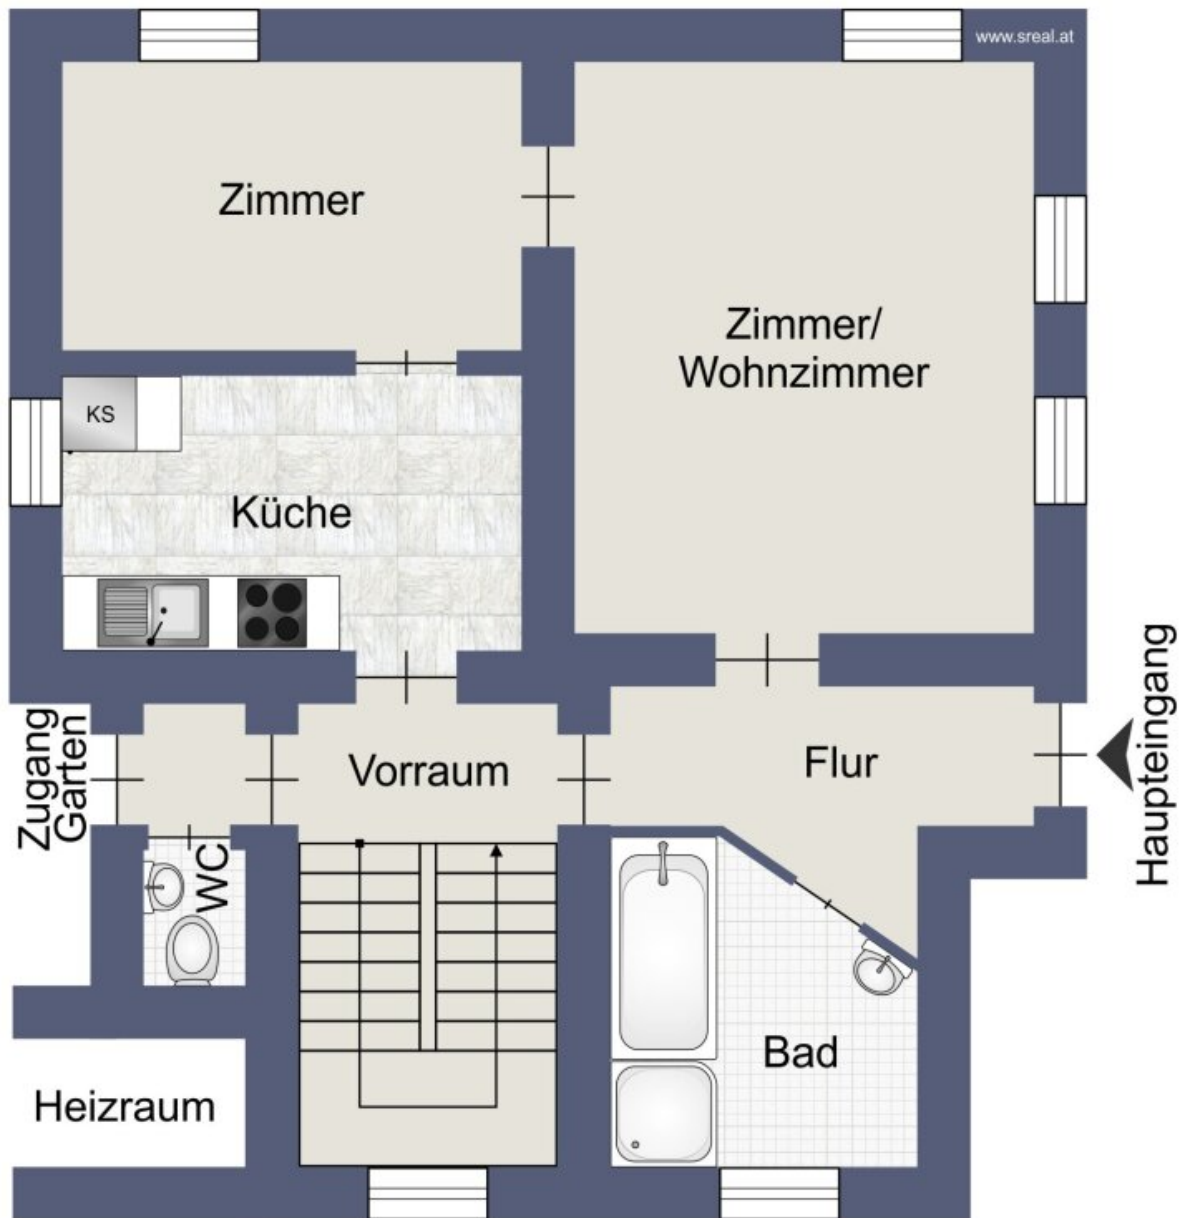 www.sreal.at
Zimmer
Zimmer/
Wohnzimmer
KS
Küche
Zugang
Garten
Vorraum
Flur
Haupteingang
WC
Bad
Heizraum